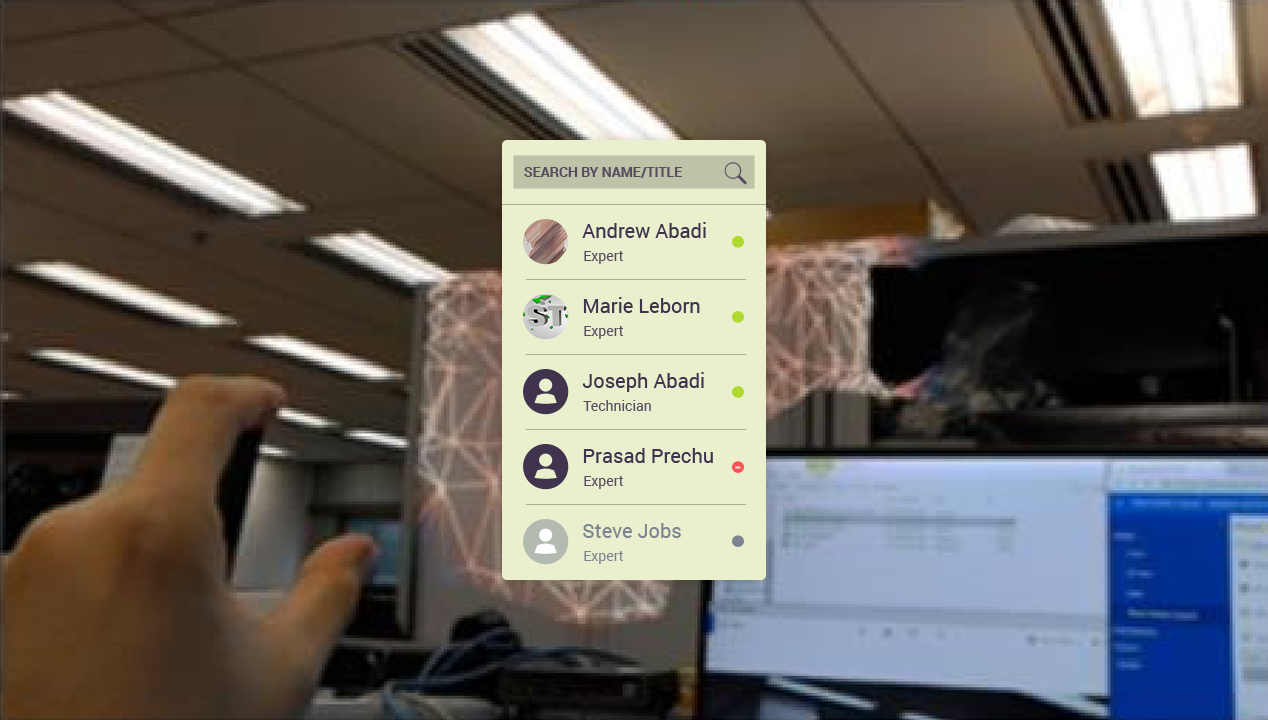 SEARCH BY NAME/TITLE
Andrew Abadi
Expert
ST
Marie Leborn
Expert
Joseph Abadi
Technician
Prasad Prechu
Expert
Steve Jobs
Expert